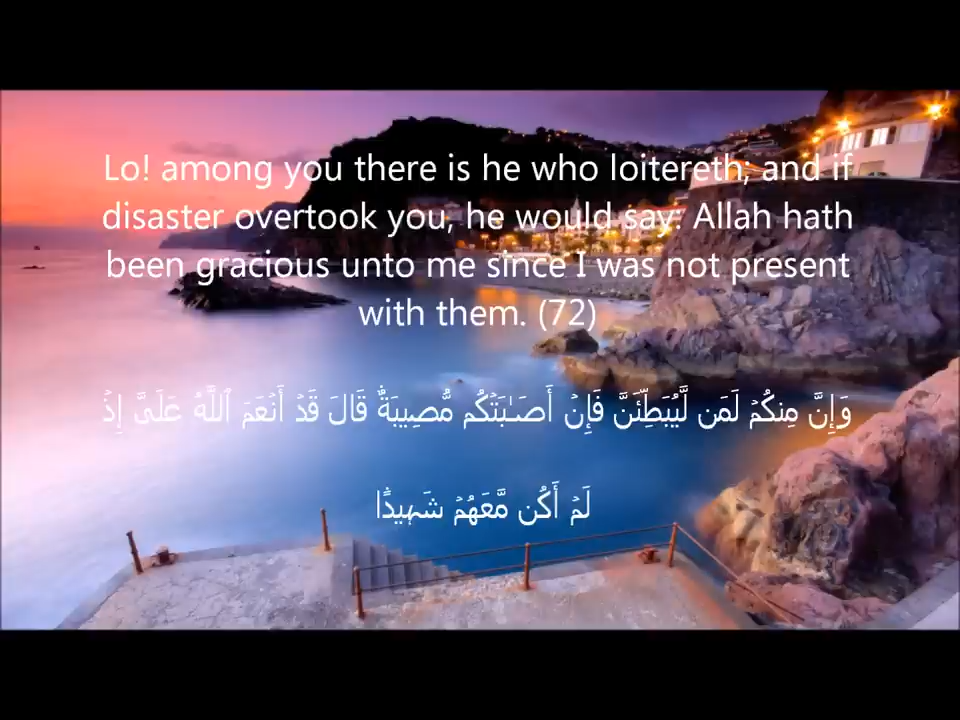 Lo! among you there is he who loitereth; and if
disaster overtook you, he would say: Allah hath
been gracious unto me since I was not present
with them. (72)
وَإِنَّ مِنكُمۡ لَمَن لَّيُبَطِّئَنَّ فَإِنۡ أَصَـٰبَتۡكُم مُّصِيبَةٌ۬ قَالَ قَدۡ أَنۡعَمَ ٱللَّهُ عَلَىَّ إِذۡ
لَمۡ أَكُن مَّعَهُمۡ شَہِيدً۬ا